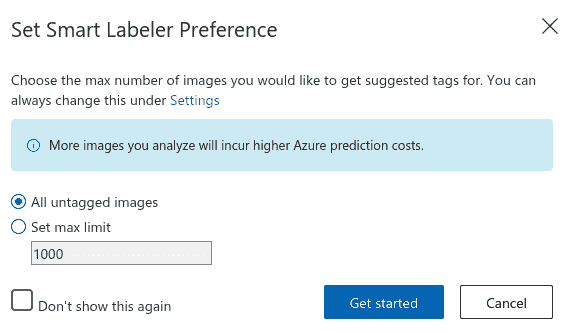 Set Smart Labeler Preference
Choose the max number of images you would like to get suggested tags for. You can
always change this under Settings
More images you analyze will incur higher Azure prediction costs.
All untagged images
Set max limit
1000
Don't show this again
Get started
Cancel